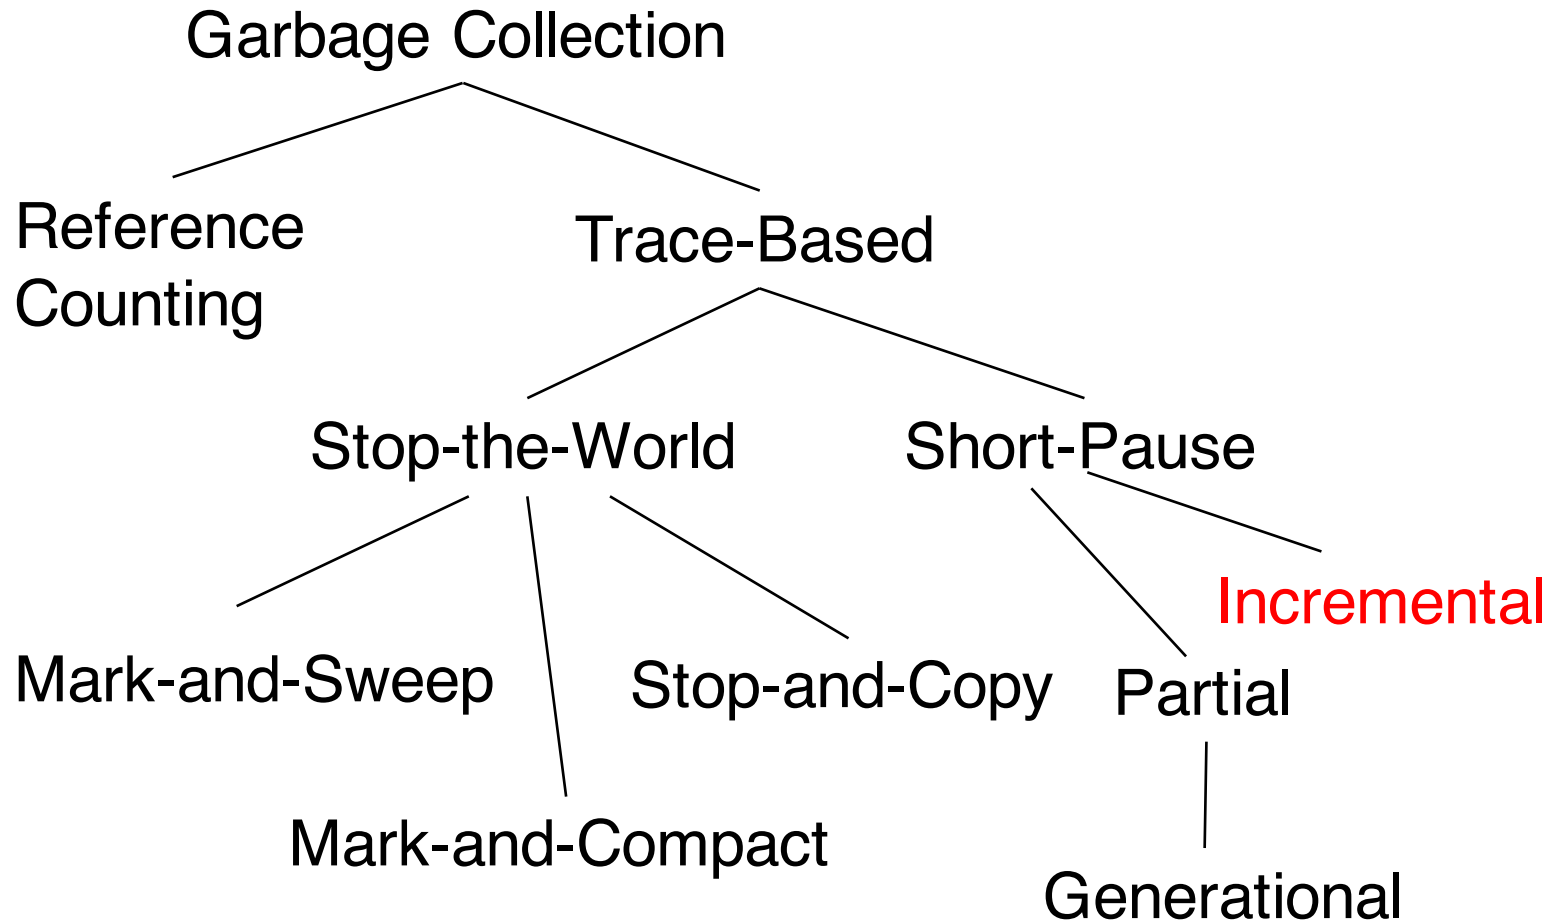 Garbage Collection
Reference
Counting
Trace-Based
Stop-the-World
Short-Pause
Incremental
Mark-and-Sweep
Stop-and-Copy
Partial
Mark-and-Compact
Generational